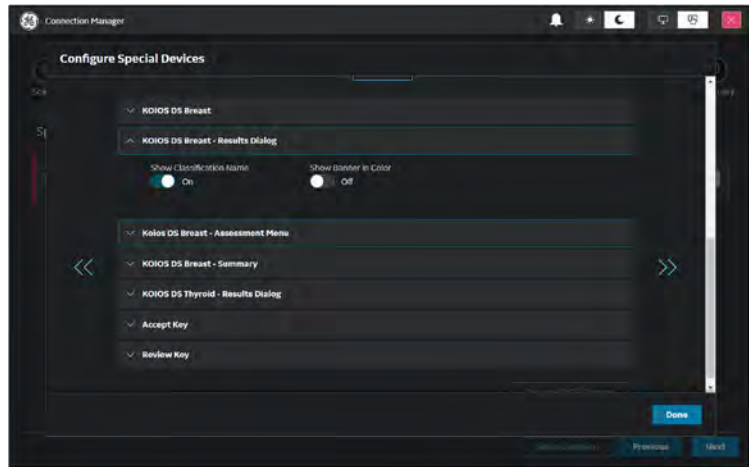 Connection Manager
Configure Special Devices
KOIOS DS Breast
KOIOS DS Breast - Results Dialog
Show Classification Name
Show Banner in Color
On
Off
Koios DS Breast - Assessment Menu
KOIOS DS Breast - Summary
KOIOS DS Thyroid - Results Dialog
Accept Key
Review Key
Done
Previous
Next